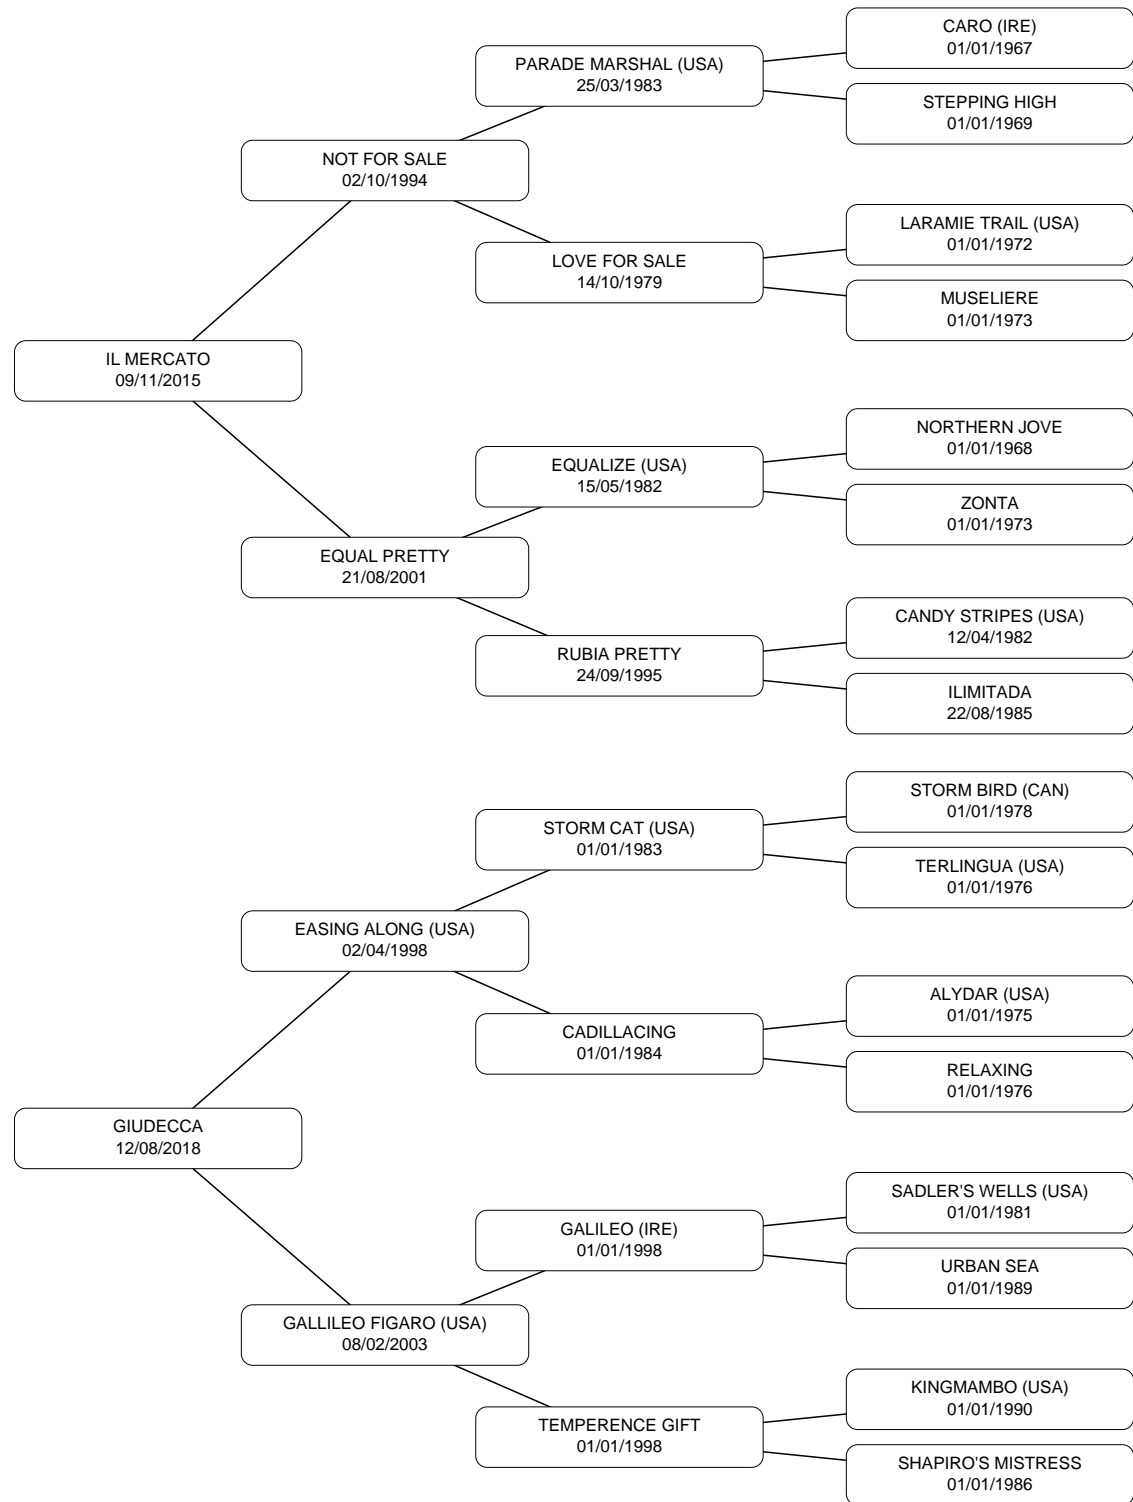 CARO (IRE)
01/01/1967
PARADE MARSHAL (USA)
25/03/1983
STEPPING HIGH
01/01/1969
NOT FOR SALE
02/10/1994
LARAMIE TRAIL (USA)
01/01/1972
LOVE FOR SALE
14/10/1979
MUSELIERE
01/01/1973
IL MERCATO
09/11/2015
NORTHERN JOVE
01/01/1968
EQUALIZE (USA)
15/05/1982
ZONTA
01/01/1973
EQUAL PRETTY
21/08/2001
CANDY STRIPES (USA)
12/04/1982
RUBIA PRETTY
24/09/1995
ILIMITADA
22/08/1985
STORM BIRD (CAN)
01/01/1978
STORM CAT (USA)
01/01/1983
TERLINGUA (USA)
01/01/1976
EASING ALONG (USA)
02/04/1998
ALYDAR (USA)
01/01/1975
CADILLACING
01/01/1984
RELAXING
01/01/1976
GIUDECCA
12/08/2018
SADLER'S WELLS (USA)
01/01/1981
GALILEO (IRE)
01/01/1998
URBAN SEA
01/01/1989
GALLILEO FIGARO (USA)
08/02/2003
KINGMAMBO (USA)
01/01/1990
TEMPERENCE GIFT
01/01/1998
SHAPIRO'S MISTRESS
01/01/1986